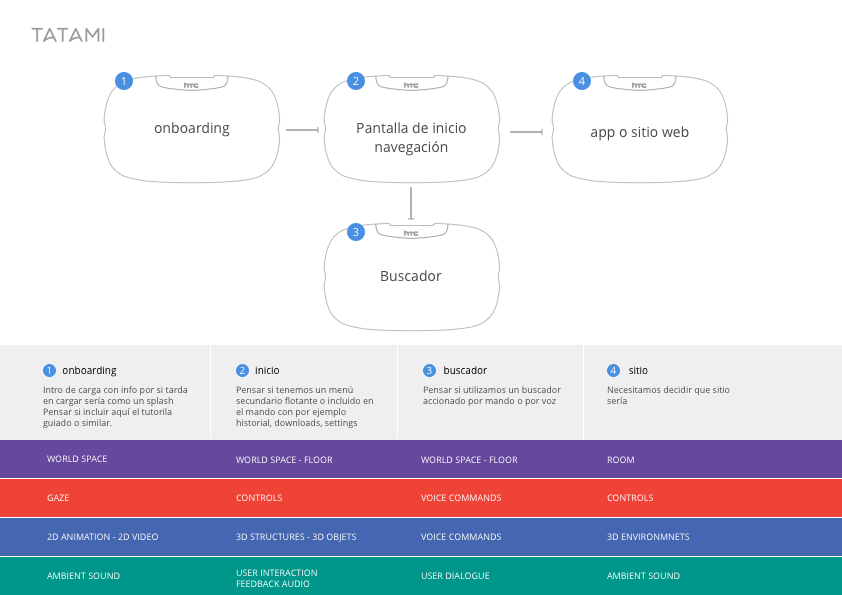 TATAMI
1
htc
onboarding
2
htc
Pantalla de inicio
navegación
4
htc
app o sitio web
3
htc
Buscador
1 onboarding
Intro de carga con info por si tarda
en cargar sería como un splash
Pensar si incluir aquí el tutorila
guiado o similar.
2 inicio
Pensar si tenemos un menú
secundario flotante o incluido en
el mando con por ejemplo
historial, downloads, settings
3 buscador
Pensar si utilizamos un buscador
accionado por mando o por voz
4 sitio
Necesitamos decidir que sitio
sería
WORLD SPACE
WORLD SPACE - FLOOR
WORLD SPACE - FLOOR
ROOM
GAZE
CONTROLS
VOICE COMMANDS
CONTROLS
2D ANIMATION - 2D VIDEO
3D STRUCTURES - 3D OBJETS
VOICE COMMANDS
3D ENVIRONMNETS
AMBIENT SOUND
USER INTERACTION
FEEDBACK AUDIO
USER DIALOGUE
AMBIENT SOUND